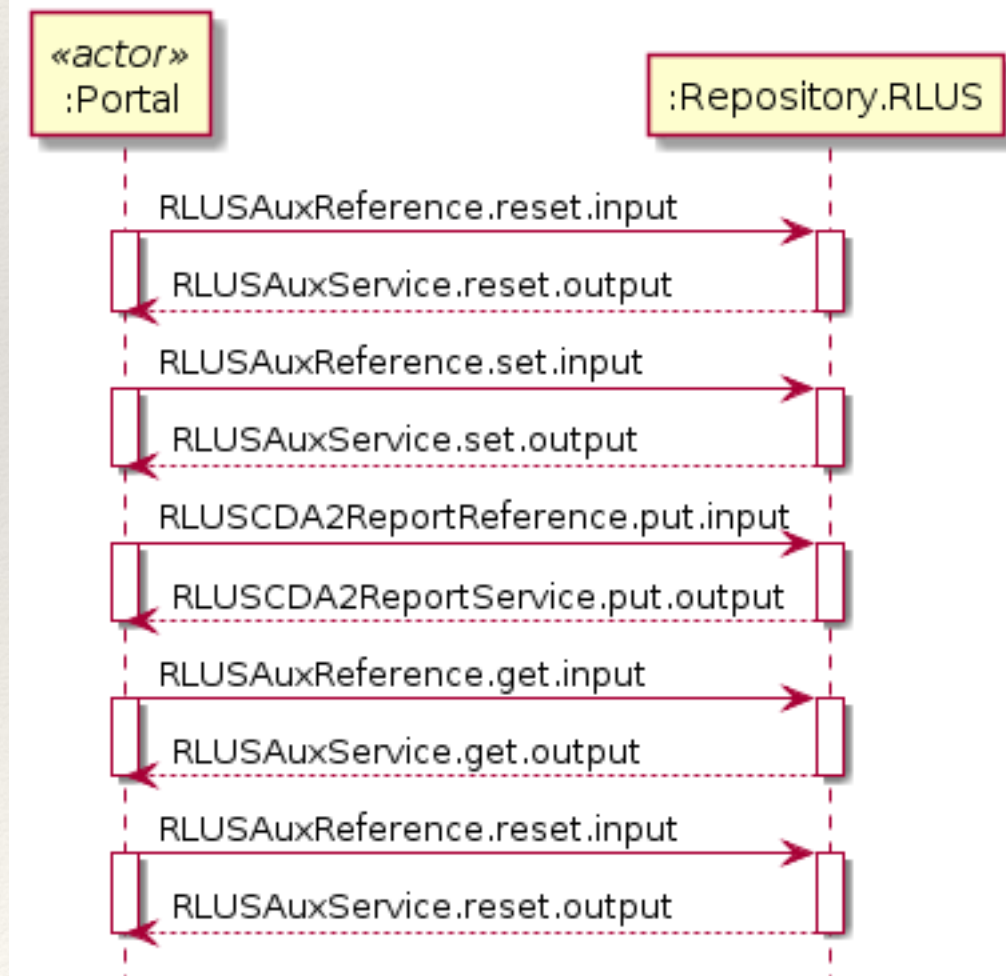 «actor»
:Portal
:Repository.RLUS
RLUSAuxReference.reset.input
RLUSAuxService.reset.output
RLUSAuxReference.set.input
RLUSAuxService.set.output
RLUSCDA2ReportReference.put.input
RLUSCDA2ReportService.put.output
RLUSAuxReference.get.input
RLUSAuxService.get.output
RLUSAuxReference.reset.input
RLUSAuxService.reset.output